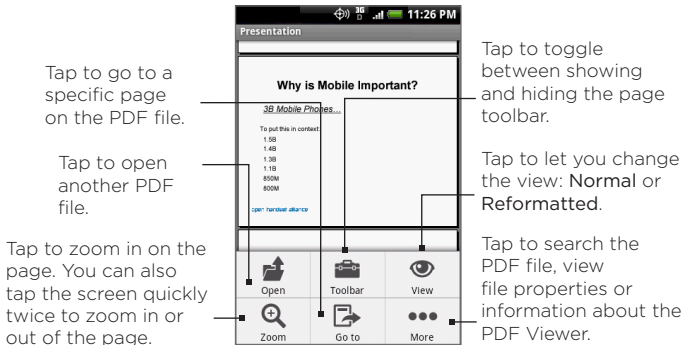 3G
D
11:26 PM
Presentation
Why is Mobile Important?
3B Mobile Phones…
To put this in context:
1.5B
1.4B
1.3B
1.1B
850M
800M
open handset alliance
Open
Toolbar
View
Zoom
Go to
More
Tap to go to a
specific page
on the PDF file.
Tap to open
another PDF
file.
Tap to zoom in on the
page. You can also
tap the screen quickly
twice to zoom in or
out of the page.
Tap to toggle
between showing
and hiding the page
toolbar.
Tap to let you change
the view: Normal or
Reformatted.
Tap to search the
PDF file, view
file properties or
information about the
PDF Viewer.